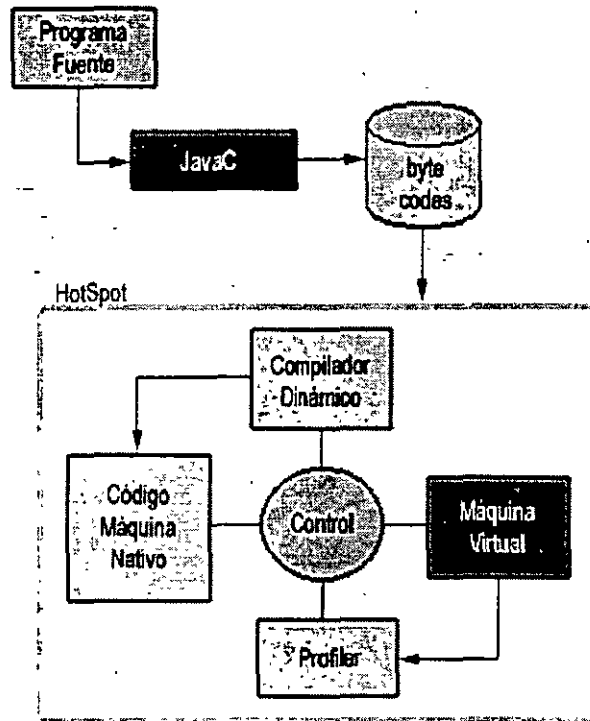 Programa
Fuente
JavaC
byte
codes
HotSpot
Compilador
Dinámico
Código
Máquina
Nativo
Control
Máquina
Virtual
Profiler